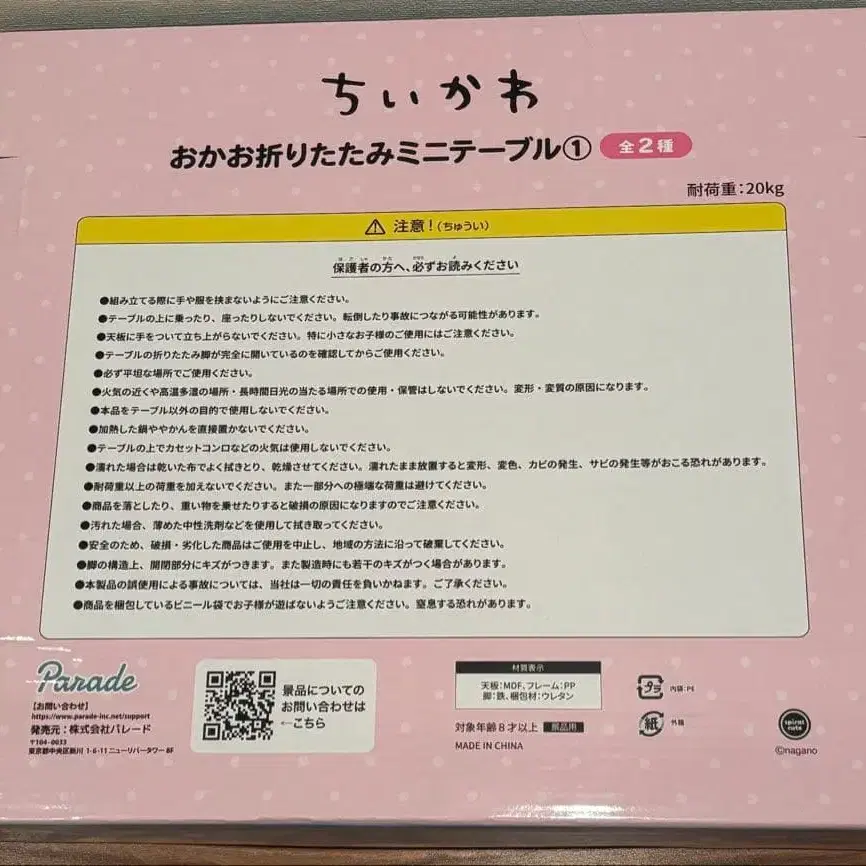 ちいかわ
おかお折りたたみミニテーブル① 全2種
耐荷重:20kg
注意!(ちゅうい)
保護者の方へ、必ずお読みください
●組み立てる際に手や服を挟まないようにご注意ください。
●テーブルの上に乗ったり、座ったりしないでください。転倒したり事故につながる可能性があります。
●天板に手をついて立ち上がらないでください。特に小さなお子様のご使用にはご注意ください。
●テーブルの折りたたみ脚が完全に開いているのを確認してからご使用ください。
●必ず平坦な場所でご使用ください。
●火気の近くや高温多湿の場所・長時間日光の当たる場所での使用・保管はしないでください。変形・変質の原因になります。
●本品をテーブル以外の目的で使用しないでください。
●加熱した鍋ややかんを直接置かないでください。
●テーブルの上でカセットコンロなどの火気は使用しないでください。
●濡れた場合は乾いた布でよく拭きとり、乾燥させてください。濡れたまま放置すると変形、変色、カビの発生、サビの発生等がおこる恐れがあります。
●耐荷重以上の荷重を加えないでください。また一部分への極端な荷重は避けてください。
●商品を落としたり、重い物を乗せたりすると破損の原因になりますのでご注意ください。
●汚れた場合、薄めた中性洗剤などを使用して拭き取ってください。
●安全のため、破損・劣化した商品はご使用を中止し、地域の方法に沿って破棄してください。
●脚の構造上、開閉部分にキズがつきます。また製造時にも若干のキズがつく場合があります。
●本製品の誤使用による事故については、当社は一切の責任を負いかねます。ご了承ください。
●商品を梱包しているビニール袋でお子様が遊ばないようご注意ください。窒息する恐れがあります。
Parade
【お問い合わせ】
https://www.parade-inc.net/support
発売元:株式会社パレード
〒104-0033
東京都中央区新川 1-6-11 ニューリバータワー 8F
景品についての
お問い合わせは
←こちら
材質表示
天板:MDF、フレーム:PP
脚:鉄、梱包材:ウレタン
対象年齢8才以上 景品用
MADE IN CHINA
プラ 内袋:PE
紙 外箱
spiral nuts
©nagano